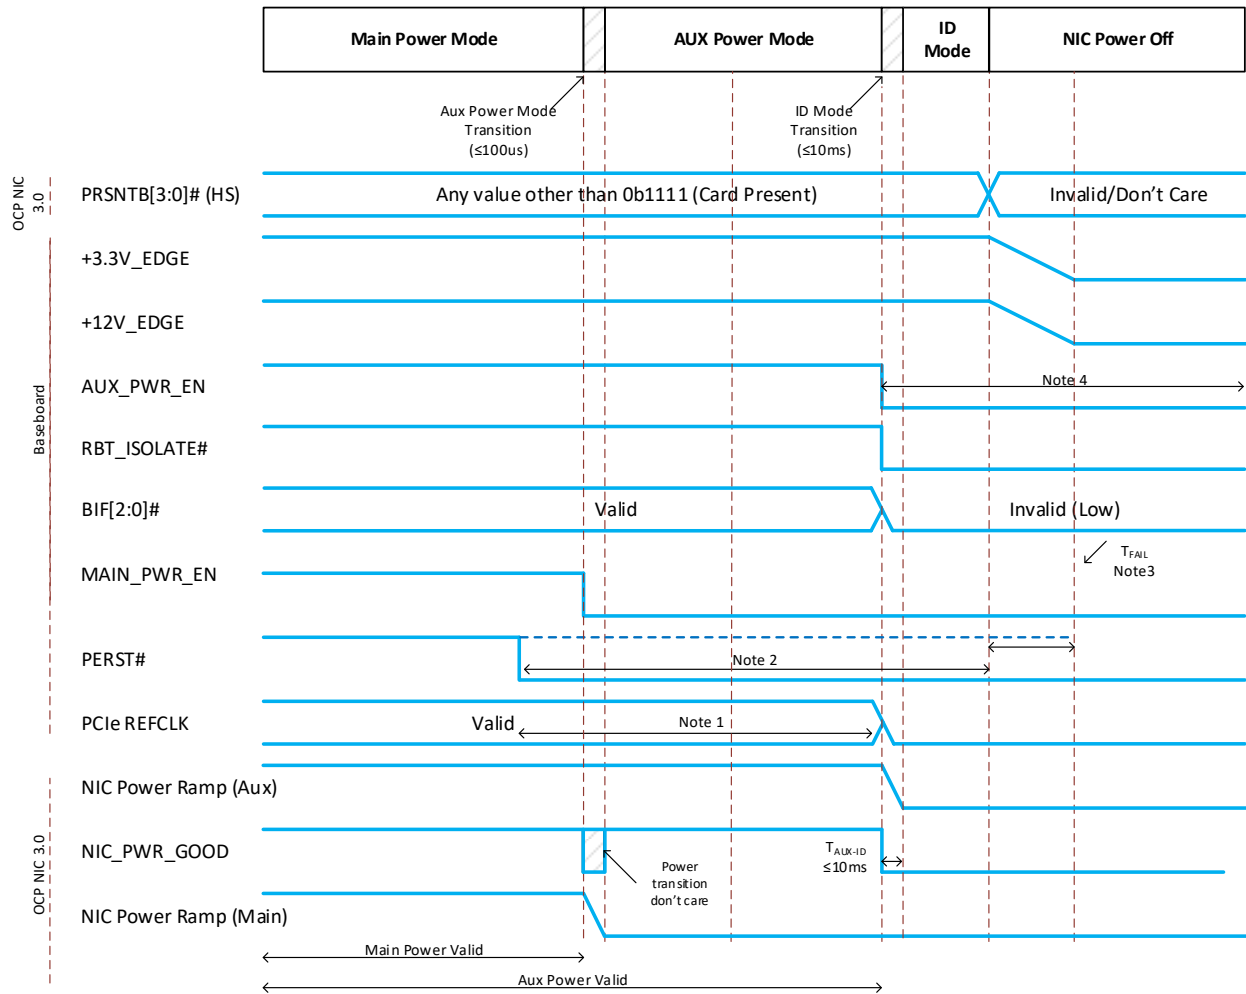 Main Power Mode
AUX Power Mode
ID
Mode
NIC Power Off
Aux Power Mode
Transition
(≤100us)
ID Mode
Transition
(≤10ms)
OCP NIC
3.0
PRSNTB[3:0]# (HS)
Any value other than 0b1111 (Card Present)
Invalid/Don't Care
Baseboard
+3.3V_EDGE
+12V_EDGE
AUX_PWR_EN
Note 4
RBT_ISOLATE#
BIF[2:0]#
Valid
Invalid (Low)
TFAIL
Note3
MAIN_PWR_EN
PERST#
Note 2
PCIe REFCLK
Valid
Note 1
OCP NIC 3.0
NIC Power Ramp (Aux)
NIC_PWR_GOOD
Power
transition
don't care
TAUX-ID
≤10ms
NIC Power Ramp (Main)
Main Power Valid
Aux Power Valid